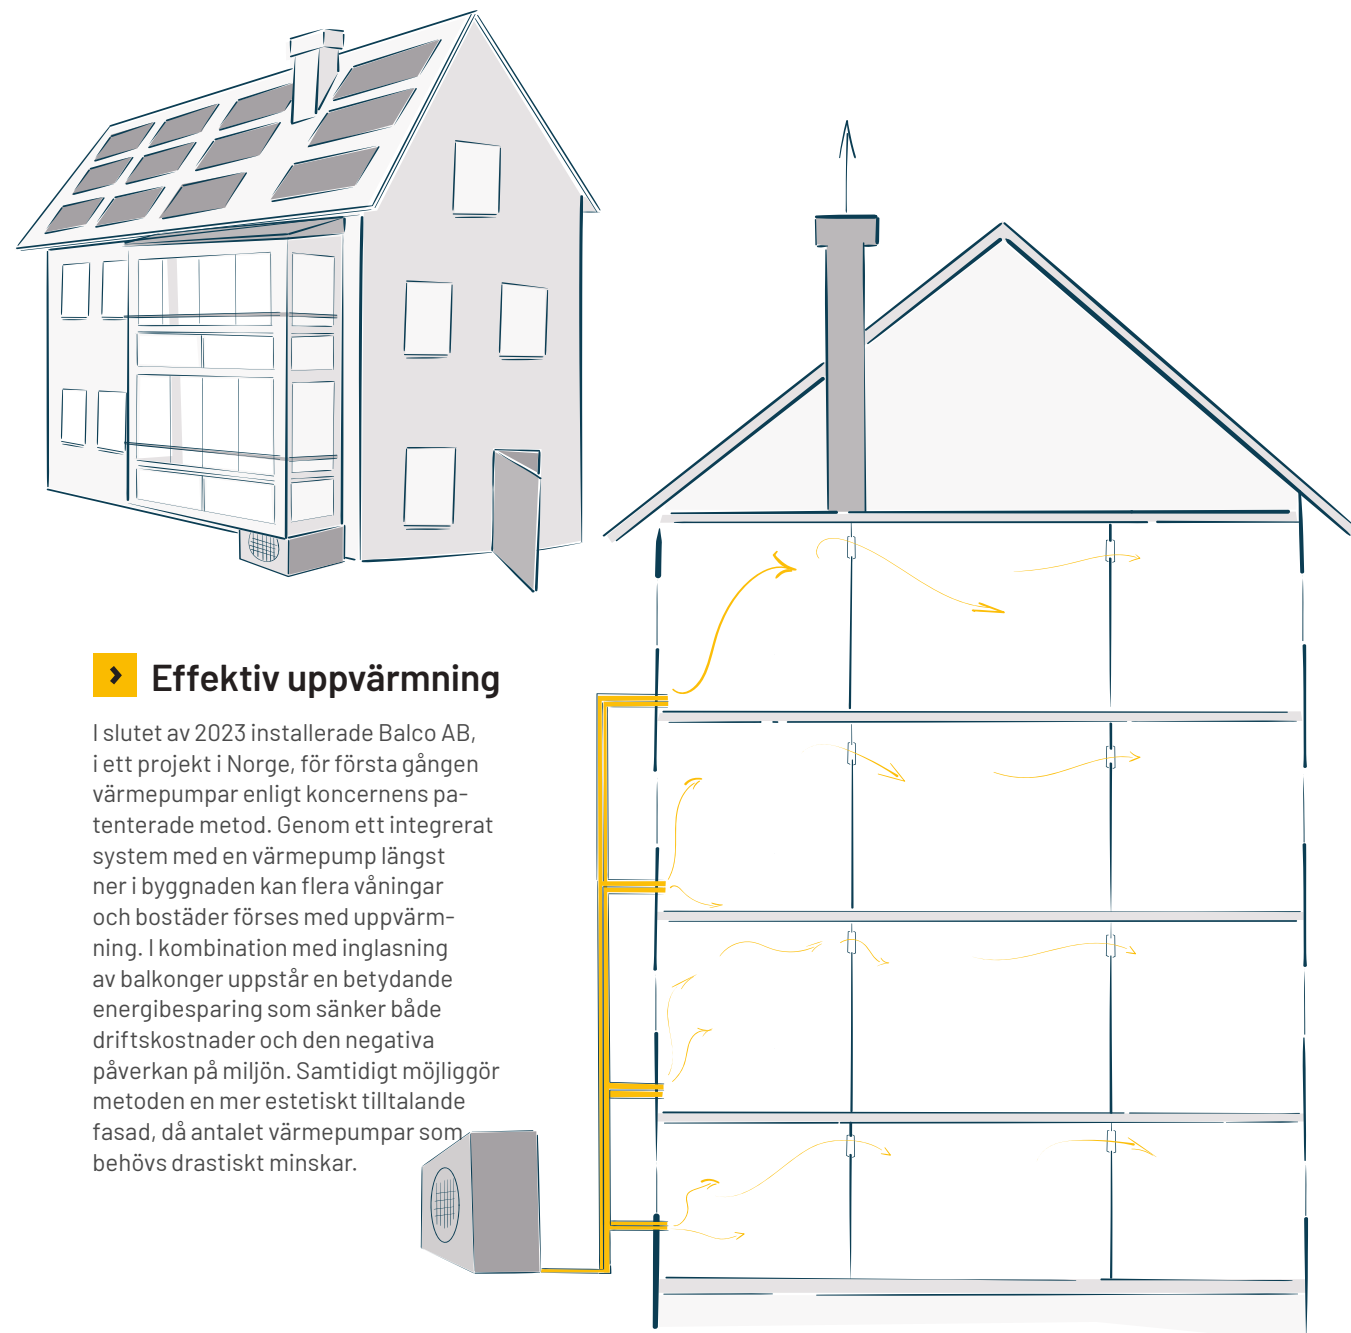 Effektiv uppvärmning
I slutet av 2023 installerade Balco AB,
i ett projekt i Norge, för första gången
värmepumpar enligt koncernens pa-
tenterade metod. Genom ett integrerat
system med en värmepump längst
ner i byggnaden kan flera våningar
och bostäder förses med uppvärm-
ning. I kombination med inglasning
av balkonger uppstår en betydande
energibesparing som sänker både
driftskostnader och den negativa
påverkan på miljön. Samtidigt möjliggör
metoden en mer estetiskt tilltalande
fasad, då antalet värmepumpar som
behövs drastiskt minskar.